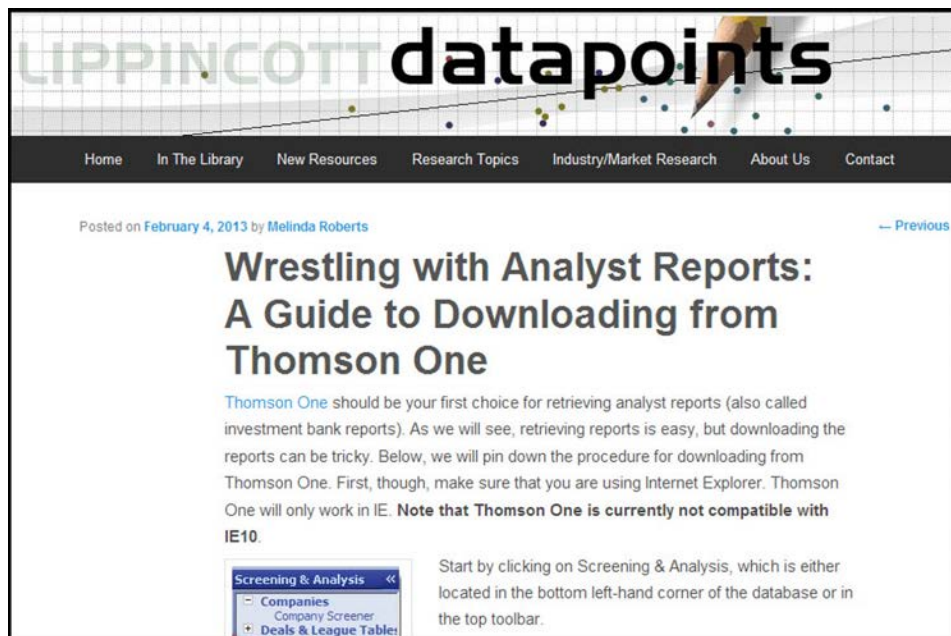 LIPPINCOTT datapoints
Home In The Library New Resources Research Topics Industry/Market Research About Us Contact
Posted on February 4, 2013 by Melinda Roberts ← Previous
Wrestling with Analyst Reports:
A Guide to Downloading from
Thomson One
Thomson One should be your first choice for retrieving analyst reports (also called
investment bank reports). As we will see, retrieving reports is easy, but downloading the
reports can be tricky. Below, we will pin down the procedure for downloading from
Thomson One. First, though, make sure that you are using Internet Explorer. Thomson
One will only work in IE. Note that Thomson One is currently not compatible with
IE10.
Screening & Analysis «
Companies
Company Screener
Deals & League Tables
Start by clicking on Screening & Analysis, which is either
located in the bottom left-hand corner of the database or in
the top toolbar.